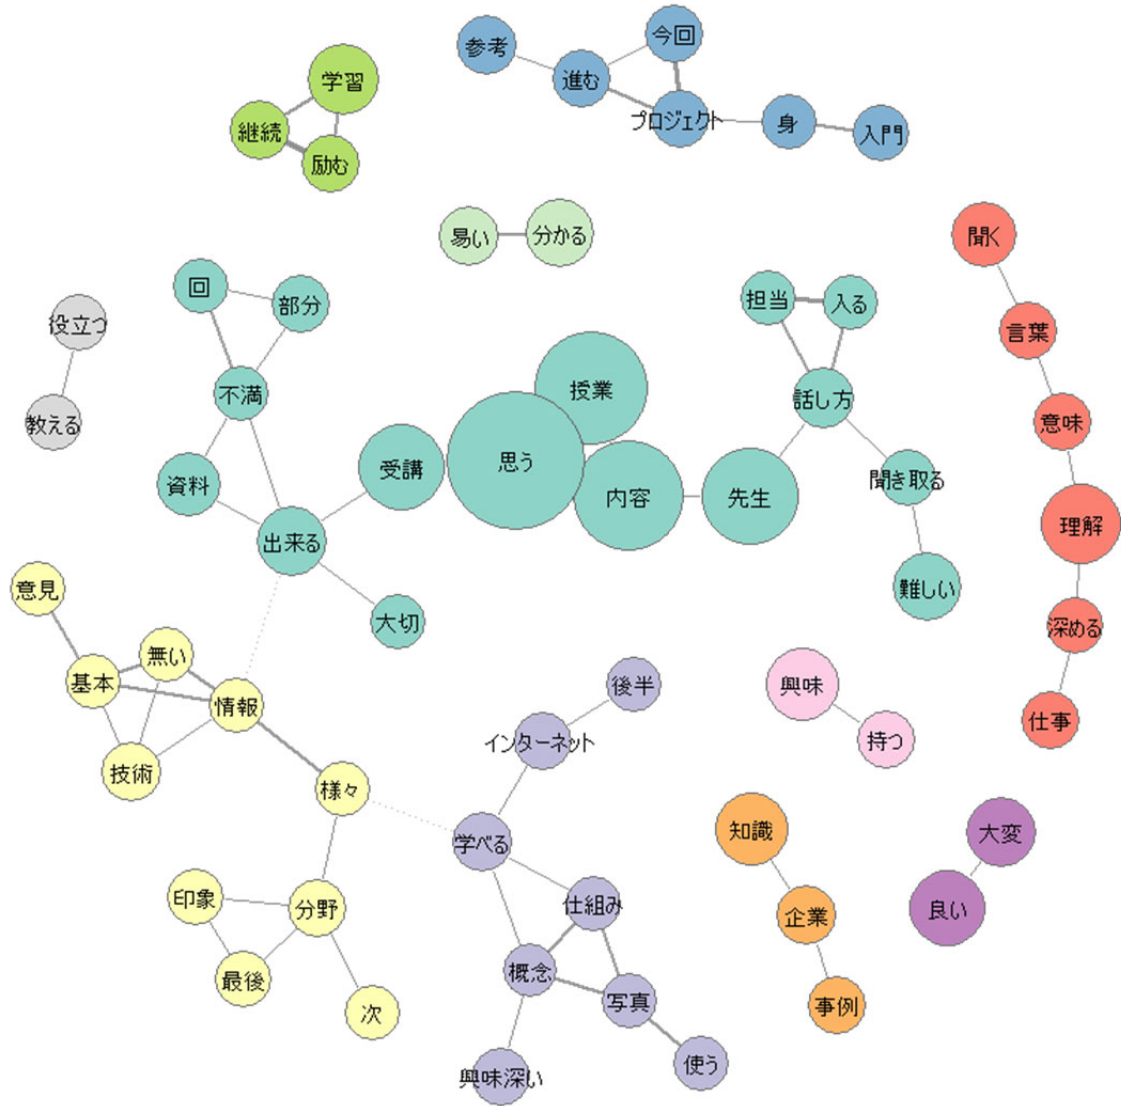 参考
今回
進む
プロジェクト
身
入門
学習
継続
励む
易い
分かる
聞く
言葉
意味
理解
深める
仕事
役立つ
教える
回
部分
不満
資料
出来る
受講
大切
授業
思う
内容
先生
担当
入る
話し方
聞き取る
難しい
意見
基本
無い
情報
技術
様々
印象
分野
最後
次
後半
インターネット
学べる
仕組み
概念
写真
興味深い
使う
興味
持つ
知識
企業
事例
大変
良い